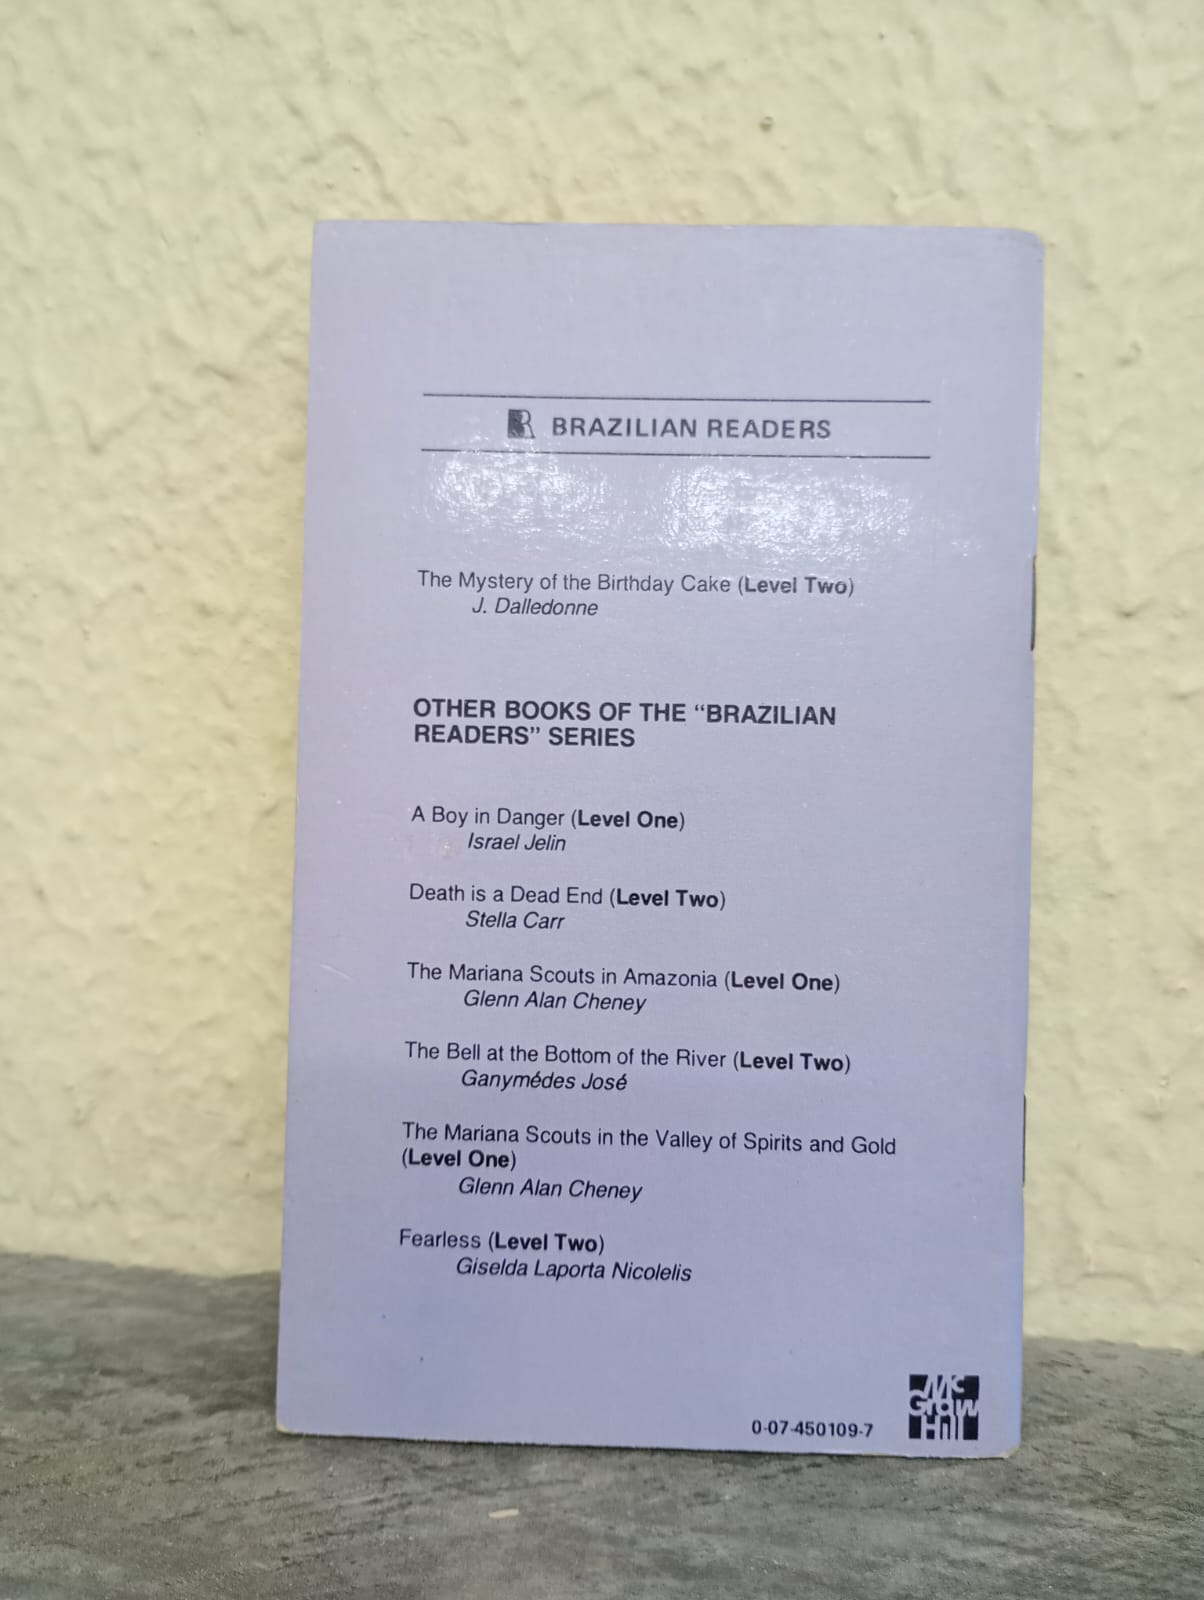 BRAZILIAN READERS
The Mystery of the Birthday Cake (Level Two)
J. Dalledonne
OTHER BOOKS OF THE “BRAZILIAN
READERS” SERIES
A Boy in Danger (Level One)
Israel Jelin
Death is a Dead End (Level Two)
Stella Carr
The Mariana Scouts in Amazonia (Level One)
Glenn Alan Cheney
The Bell at the Bottom of the River (Level Two)
Ganymédes José
The Mariana Scouts in the Valley of Spirits and Gold
(Level One)
Glenn Alan Cheney
Fearless (Level Two)
Giselda Laporta Nicolelis
0-07-450109-7
Mc
Graw
Hill